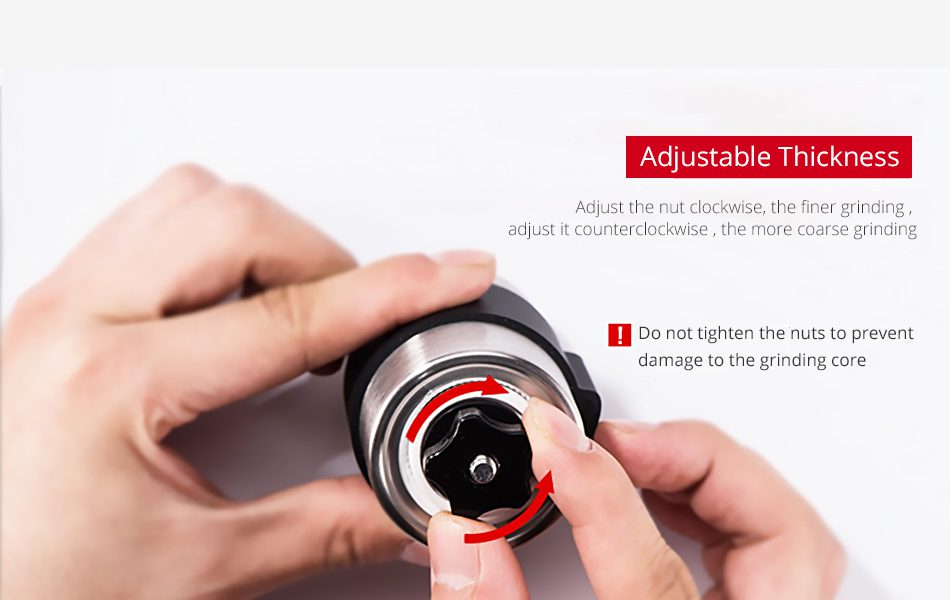 Adjustable Thickness
Adjust the nut clockwise, the finer grinding ,
adjust it counterclockwise , the more coarse grinding
! Do not tighten the nuts to prevent
damage to the grinding core